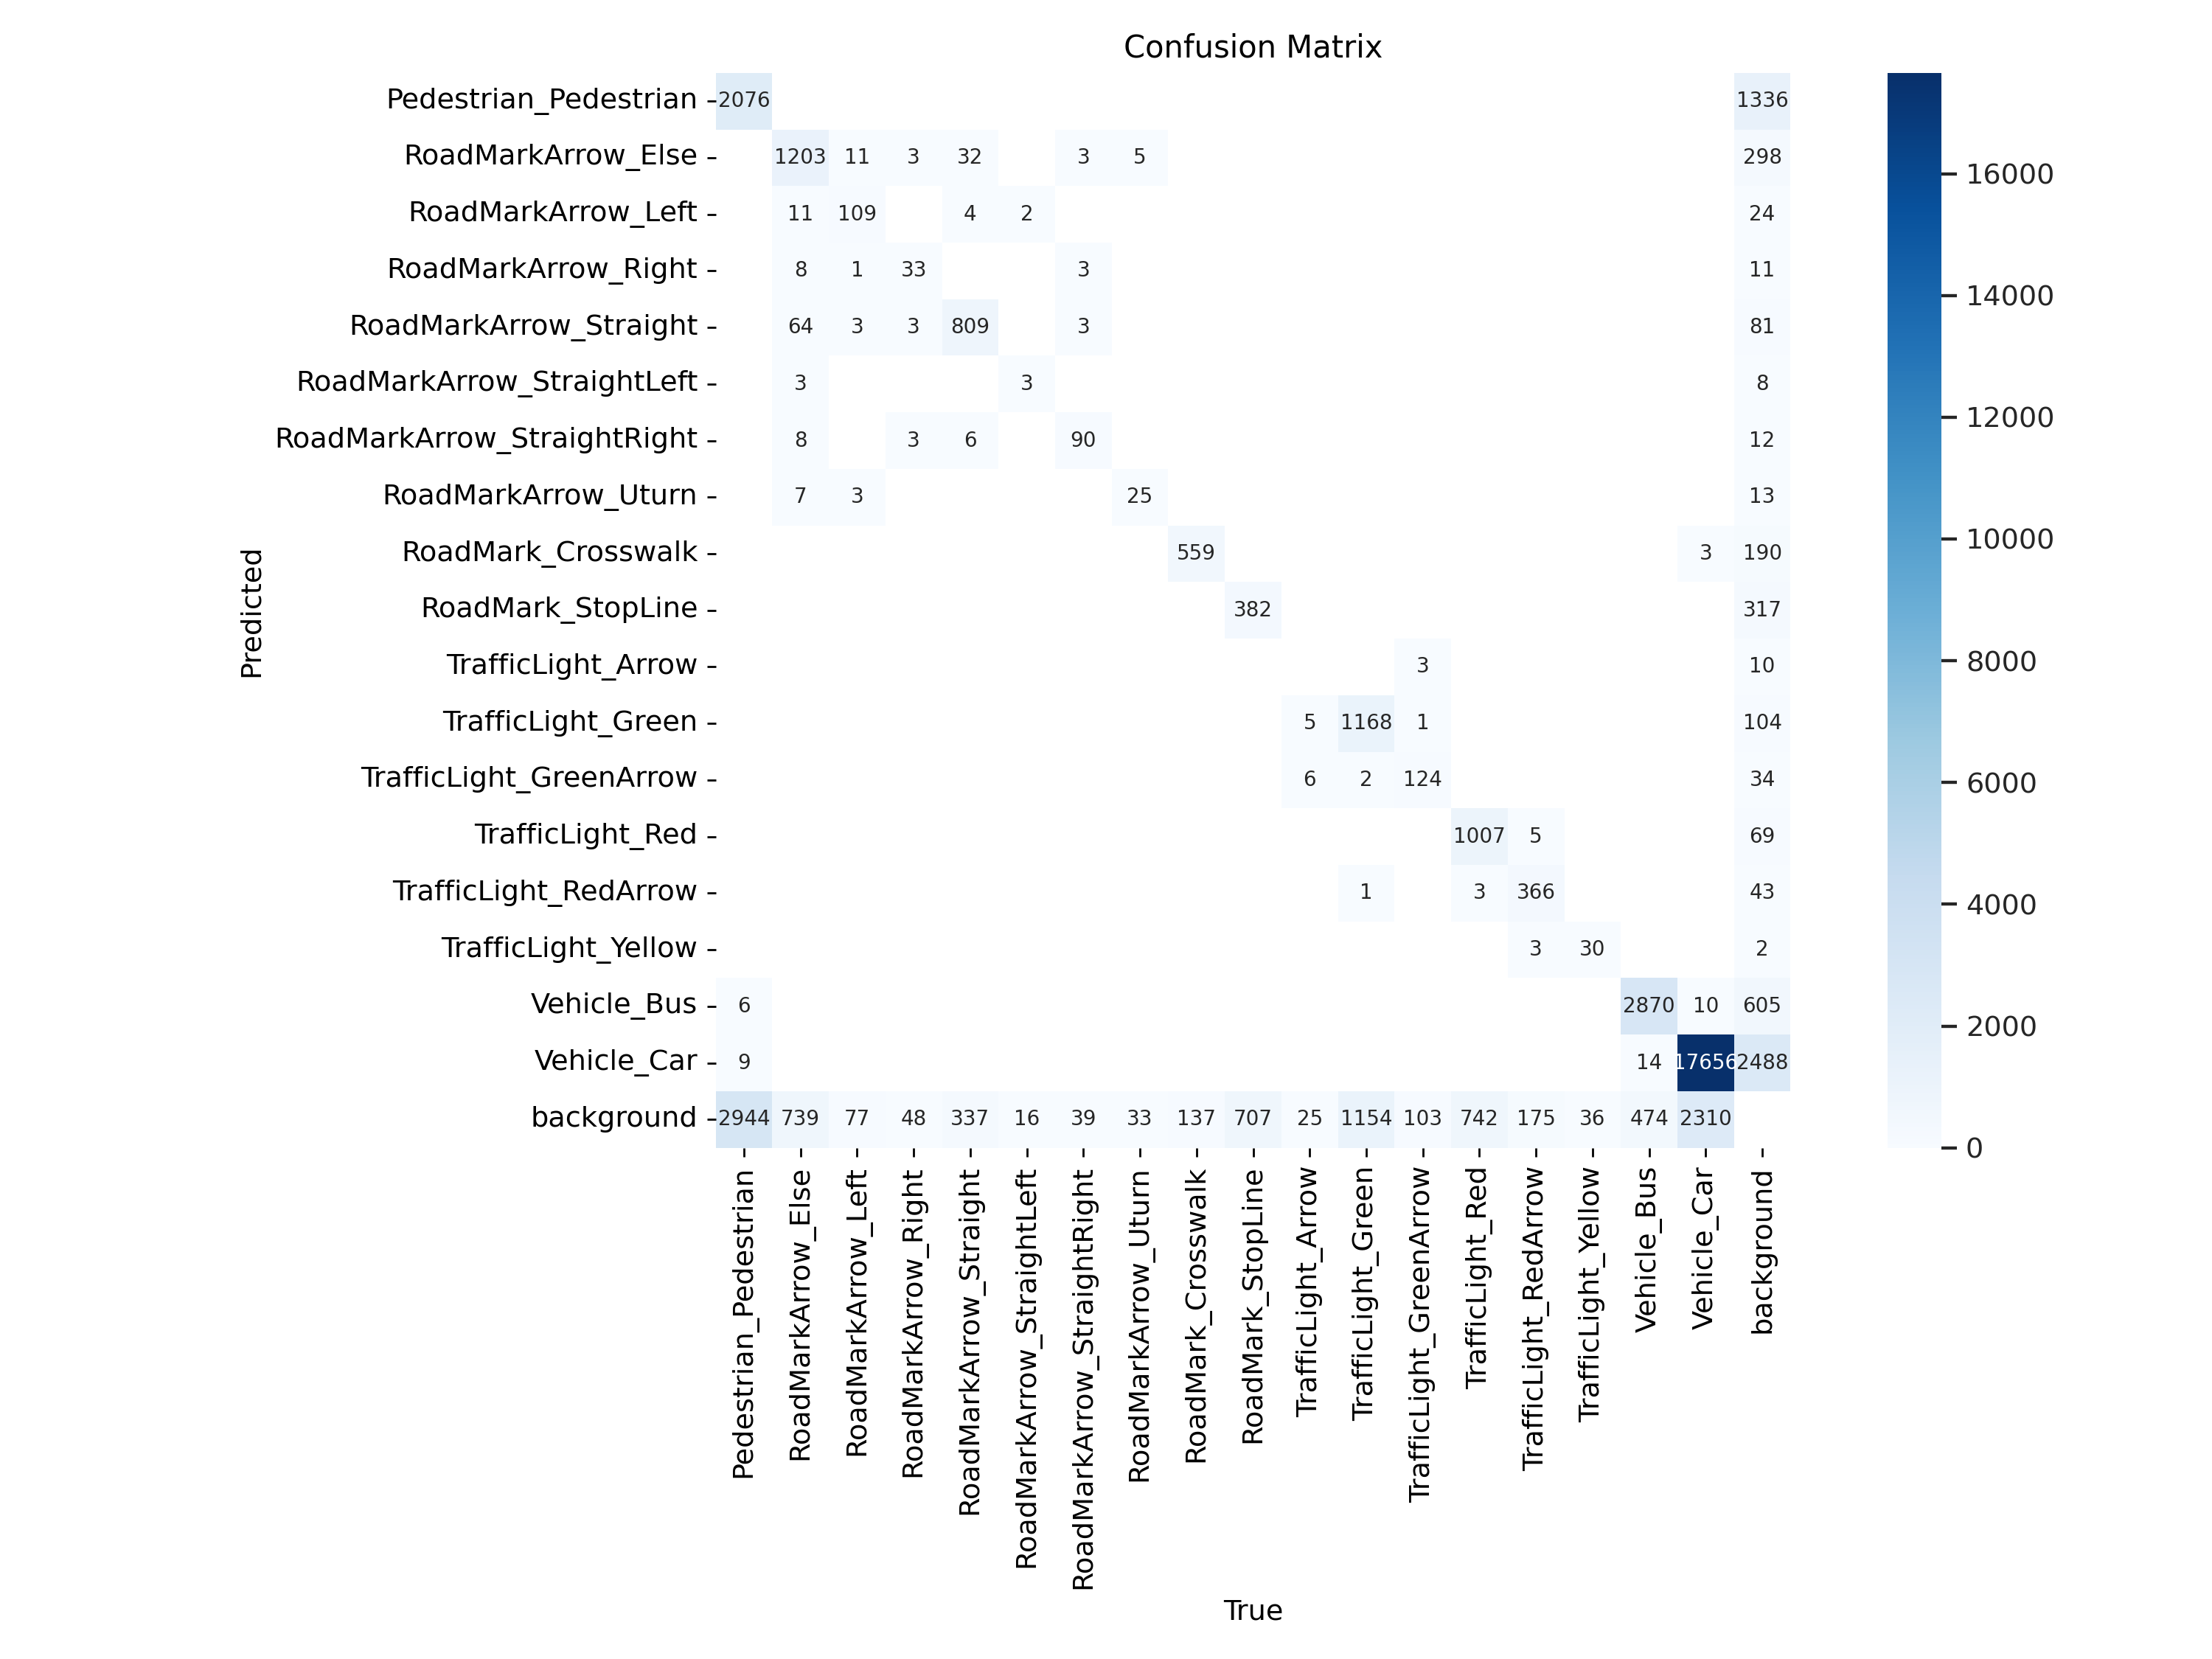 Confusion Matrix
Predicted
Pedestrian_Pedestrian 2076 1336
RoadMarkArrow_Else 1203 11 3 32 3 5 298
RoadMarkArrow_Left 11 109 4 2 24
RoadMarkArrow_Right 8 1 33 3 11
RoadMarkArrow_Straight 64 3 3 809 3 81
RoadMarkArrow_StraightLeft 3 3 8
RoadMarkArrow_StraightRight 8 3 6 90 12
RoadMarkArrow_Uturn 7 3 25 13
RoadMark_Crosswalk 559 3 190
RoadMark_StopLine 382 317
TrafficLight_Arrow 3 10
TrafficLight_Green 5 1168 1 104
TrafficLight_GreenArrow 6 2 124 34
TrafficLight_Red 1007 5 69
TrafficLight_RedArrow 1 3 366 43
TrafficLight_Yellow 3 30 2
Vehicle_Bus 6 2870 10 605
Vehicle_Car 9 14 17656 2488
background 2944 739 77 48 337 16 39 33 137 707 25 1154 103 742 175 36 474 2310
Pedestrian_Pedestrian
RoadMarkArrow_Else
RoadMarkArrow_Left
RoadMarkArrow_Right
RoadMarkArrow_Straight
RoadMarkArrow_StraightLeft
RoadMarkArrow_StraightRight
RoadMarkArrow_Uturn
RoadMark_Crosswalk
RoadMark_StopLine
TrafficLight_Arrow
TrafficLight_Green
TrafficLight_GreenArrow
TrafficLight_Red
TrafficLight_RedArrow
TrafficLight_Yellow
Vehicle_Bus
Vehicle_Car
background
True
16000
14000
12000
10000
8000
6000
4000
2000
0